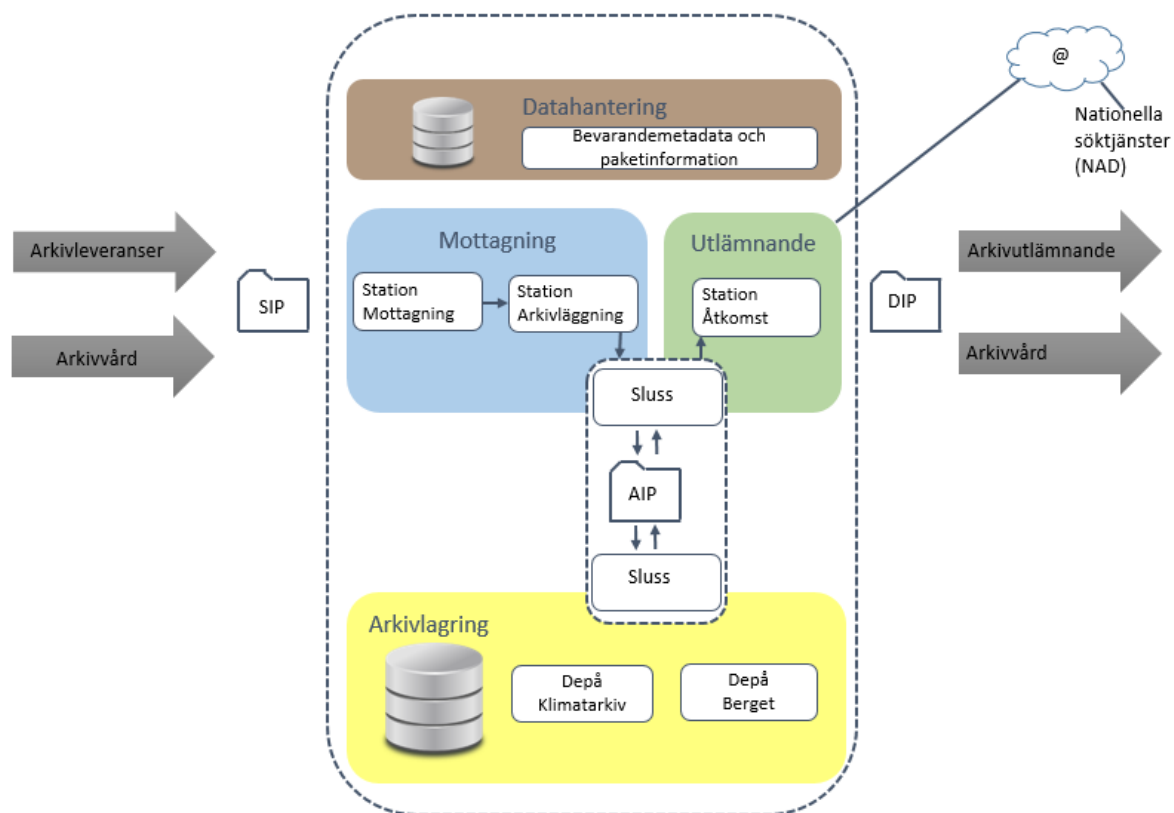 @
Datahantering
Bevarandemetadata och
paketinformation
Nationella
söktjänster
(NAD)
Arkivleveranser
Arkivvård
SIP
Mottagning
Station
Mottagning
Station
Arkivläggning
Utlämnande
Station
Åtkomst
DIP
Arkivutlämnande
Arkivvård
Sluss
AIP
Sluss
Arkivlagring
Depå
Klimatarkiv
Depå
Berget